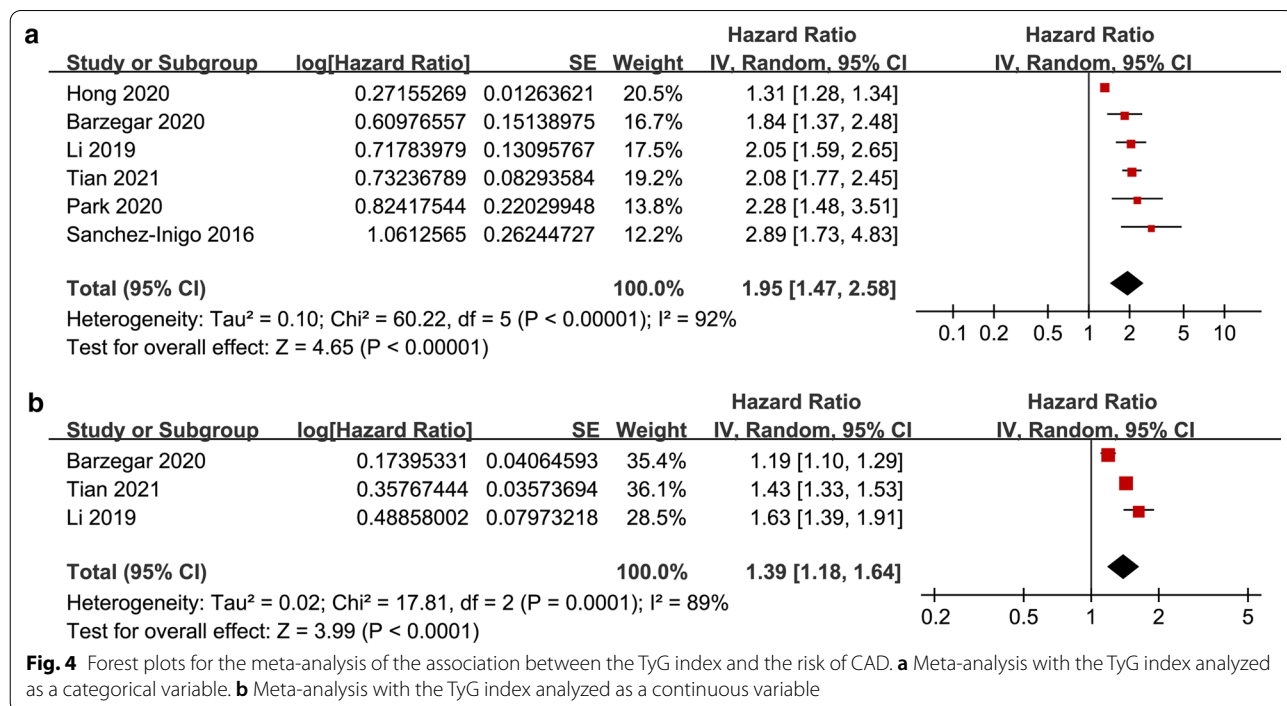 a
Hazard Ratio Hazard Ratio
Study or Subgroup log[Hazard Ratio] SE Weight IV, Random, 95% CI IV, Random, 95% CI
Hong 2020 0.27155269 0.01263621 20.5% 1.31 [1.28, 1.34]
Barzegar 2020 0.60976557 0.15138975 16.7% 1.84 [1.37, 2.48]
Li 2019 0.71783979 0.13095767 17.5% 2.05 [1.59, 2.65]
Tian 2021 0.73236789 0.08293584 19.2% 2.08 [1.77, 2.45]
Park 2020 0.82417544 0.22029948 13.8% 2.28 [1.48, 3.51]
Sanchez-Inigo 2016 1.0612565 0.26244727 12.2% 2.89 [1.73, 4.83]
Total (95% CI) 100.0% 1.95 [1.47, 2.58]
Heterogeneity: Tau² = 0.10; Chi² = 60.22, df = 5 (P < 0.00001); I² = 92%
Test for overall effect: Z = 4.65 (P < 0.00001)
0.1 0.2 0.5 1 2 5 10
b
Hazard Ratio Hazard Ratio
Study or Subgroup log[Hazard Ratio] SE Weight IV, Random, 95% CI IV, Random, 95% CI
Barzegar 2020 0.17395331 0.04064593 35.4% 1.19 [1.10, 1.29]
Tian 2021 0.35767444 0.03573694 36.1% 1.43 [1.33, 1.53]
Li 2019 0.48858002 0.07973218 28.5% 1.63 [1.39, 1.91]
Total (95% CI) 100.0% 1.39 [1.18, 1.64]
Heterogeneity: Tau² = 0.02; Chi² = 17.81, df = 2 (P = 0.0001); I² = 89%
Test for overall effect: Z = 3.99 (P < 0.0001)
0.2 0.5 1 2 5
Fig. 4 Forest plots for the meta-analysis of the association between the TyG index and the risk of CAD. a Meta-analysis with the TyG index analyzed
as a categorical variable. b Meta-analysis with the TyG index analyzed as a continuous variable